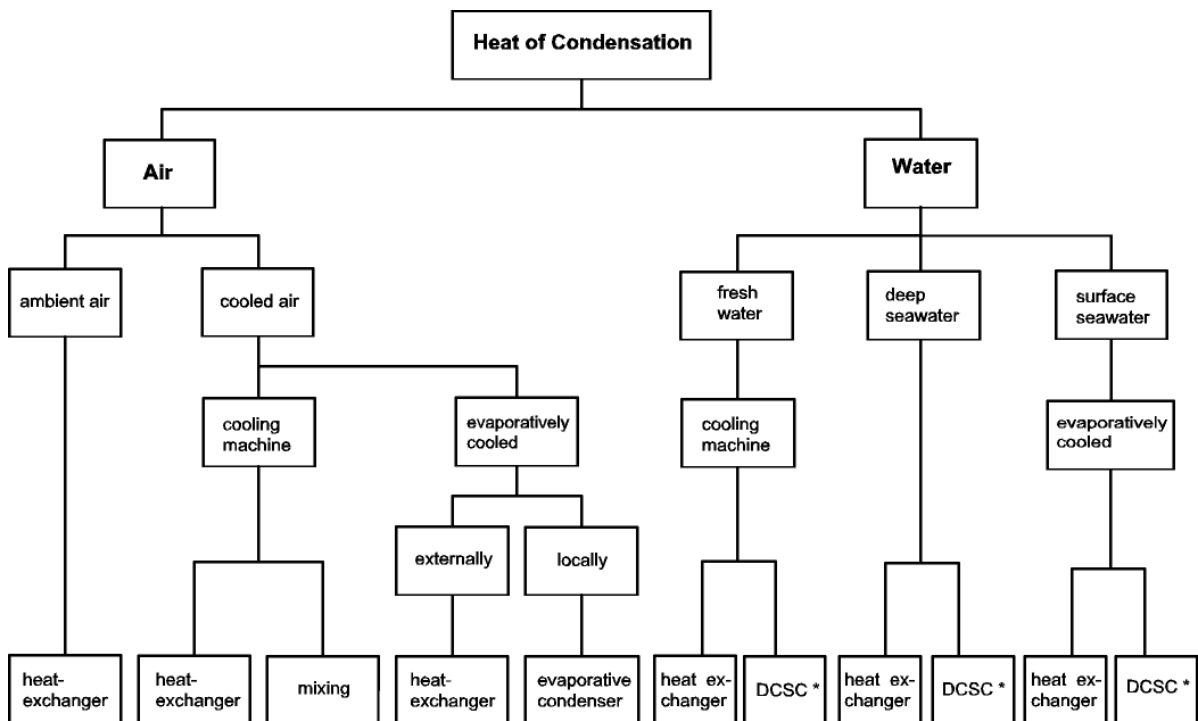 Heat of Condensation
Air
Water
ambient air
cooled air
fresh
water
deep
seawater
surface
seawater
cooling
machine
evaporatively
cooled
cooling
machine
evaporatively
cooled
externally
locally
heat-
exchanger
heat-
exchanger
mixing
heat-
exchanger
evaporative
condenser
heat ex-
changer
DCSC *
heat ex-
changer
DCSC *
heat ex-
changer
DCSC *